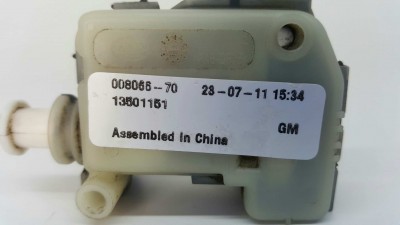 008066-70 23-07-11 15:34
13501151
Assembled in China GM